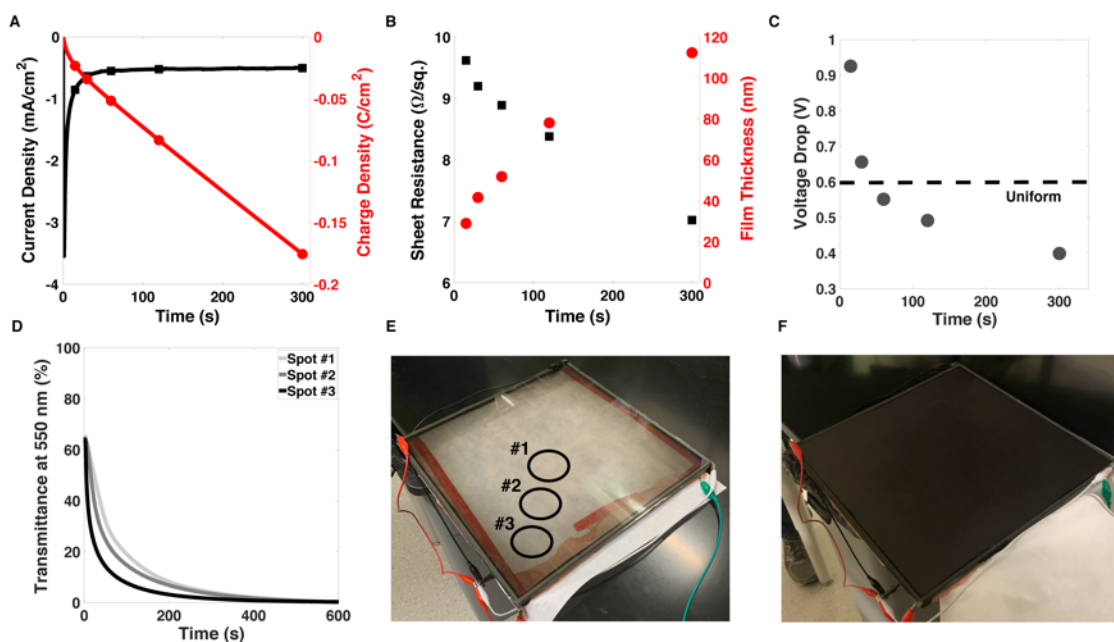 A
Current Density (mA/cm2)
0
-1
-2
-3
-4
0
100
200
300
Time (s)
0
-0.05
-0.1
-0.15
-0.2
Charge Density (C/cm2)
B
Sheet Resistance (Ω/sq.)
10
9
8
7
6
0
100
200
300
Time (s)
120
100
80
60
40
20
0
Film Thickness (nm)
C
Voltage Drop (V)
1
0.9
0.8
0.7
0.6
0.5
0.4
0.3
Uniform
0
100
200
300
Time (s)
D
Transmittance at 550 nm (%)
100
80
60
40
20
0
Spot #1
Spot #2
Spot #3
0
200
400
600
Time (s)
E
#1
#2
#3
F